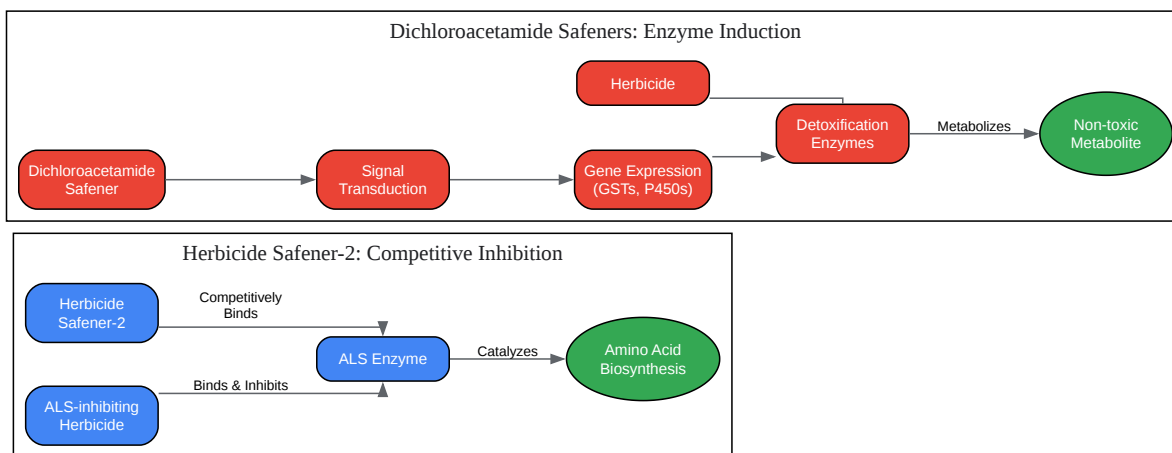 Dichloroacetamide Safeners: Enzyme Induction
Herbicide
Detoxification
Enzymes
Metabolizes
Non-toxic
Metabolite
Dichloroacetamide
Safener
Signal
Transduction
Gene Expression
(GSTs, P450s)
Herbicide Safener-2: Competitive Inhibition
Herbicide
Safener-2
Competitively
Binds
ALS Enzyme
Catalyzes
Amino Acid
Biosynthesis
Binds & Inhibits
ALS-inhibiting
Herbicide